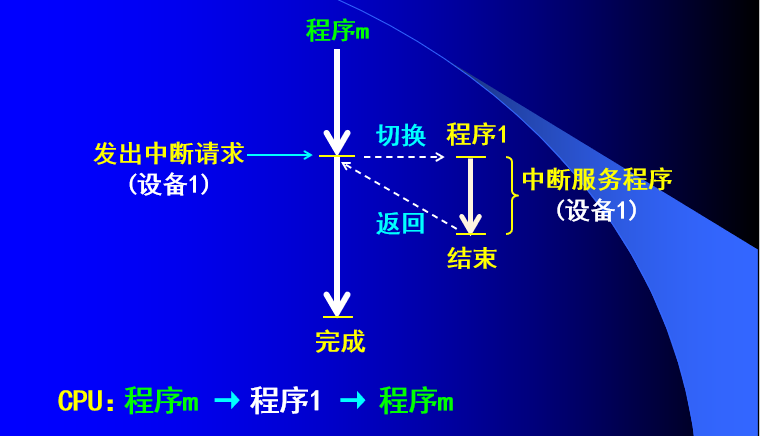 程序m
切换
程序1
发出中断请求
(设备1)
中断服务程序
(设备1)
返回
结束
完成
CPU:程序m → 程序1 → 程序m